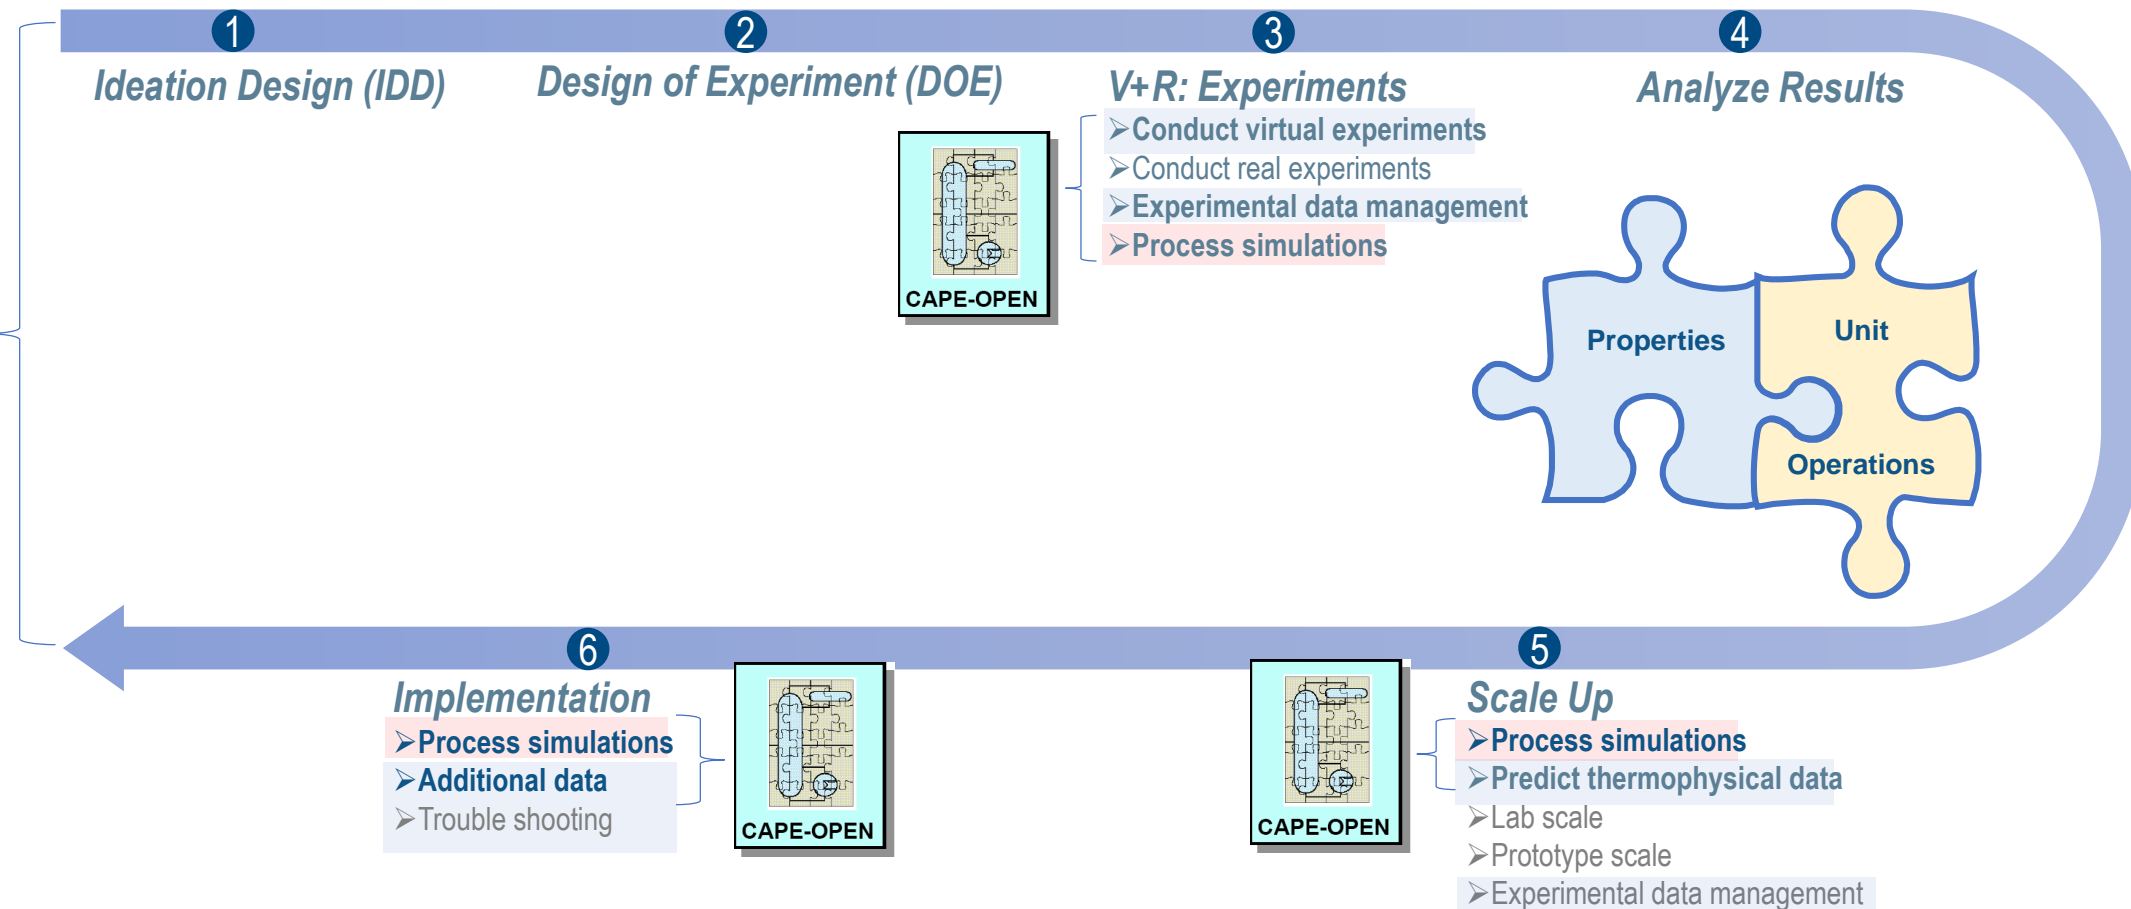 1
Ideation Design (IDD)
2
Design of Experiment (DOE)
3
V+R: Experiments
➢Conduct virtual experiments
➢Conduct real experiments
➢Experimental data management
➢Process simulations
CAPE-OPEN
4
Analyze Results
Properties
Unit
Operations
5
Scale Up
➢Process simulations
➢Predict thermophysical data
➢Lab scale
➢Prototype scale
➢Experimental data management
CAPE-OPEN
6
Implementation
➢Process simulations
➢Additional data
➢Trouble shooting
CAPE-OPEN